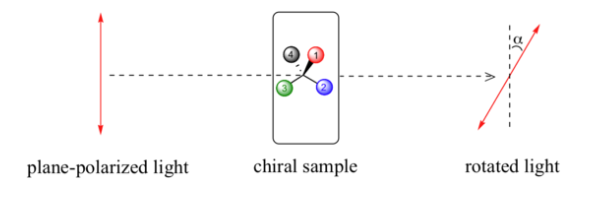 α
4
1
3
2
plane-polarized light
chiral sample
rotated light